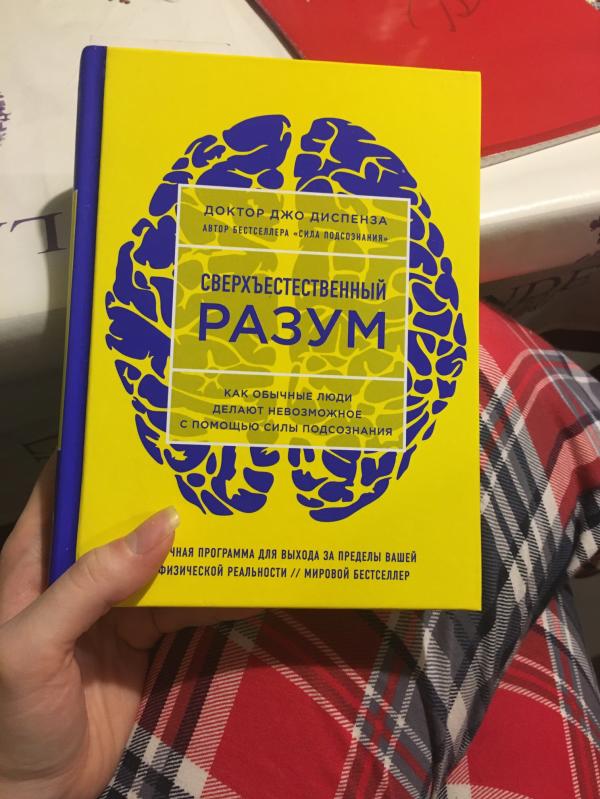 ДОКТОР ДЖО ДИСПЕНЗА
АВТОР БЕСТСЕЛЛЕРА «СИЛА ПОДСОЗНАНИЯ»
СВЕРХЪЕСТЕСТВЕННЫЙ
РАЗУМ
КАК ОБЫЧНЫЕ ЛЮДИ
ДЕЛАЮТ НЕВОЗМОЖНОЕ
С ПОМОЩЬЮ СИЛЫ ПОДСОЗНАНИЯ
ПРОГРАММА ДЛЯ ВЫХОДА ЗА ПРЕДЕЛЫ ВАШЕЙ
ФИЗИЧЕСКОЙ РЕАЛЬНОСТИ // МИРОВОЙ БЕСТСЕЛЛЕР